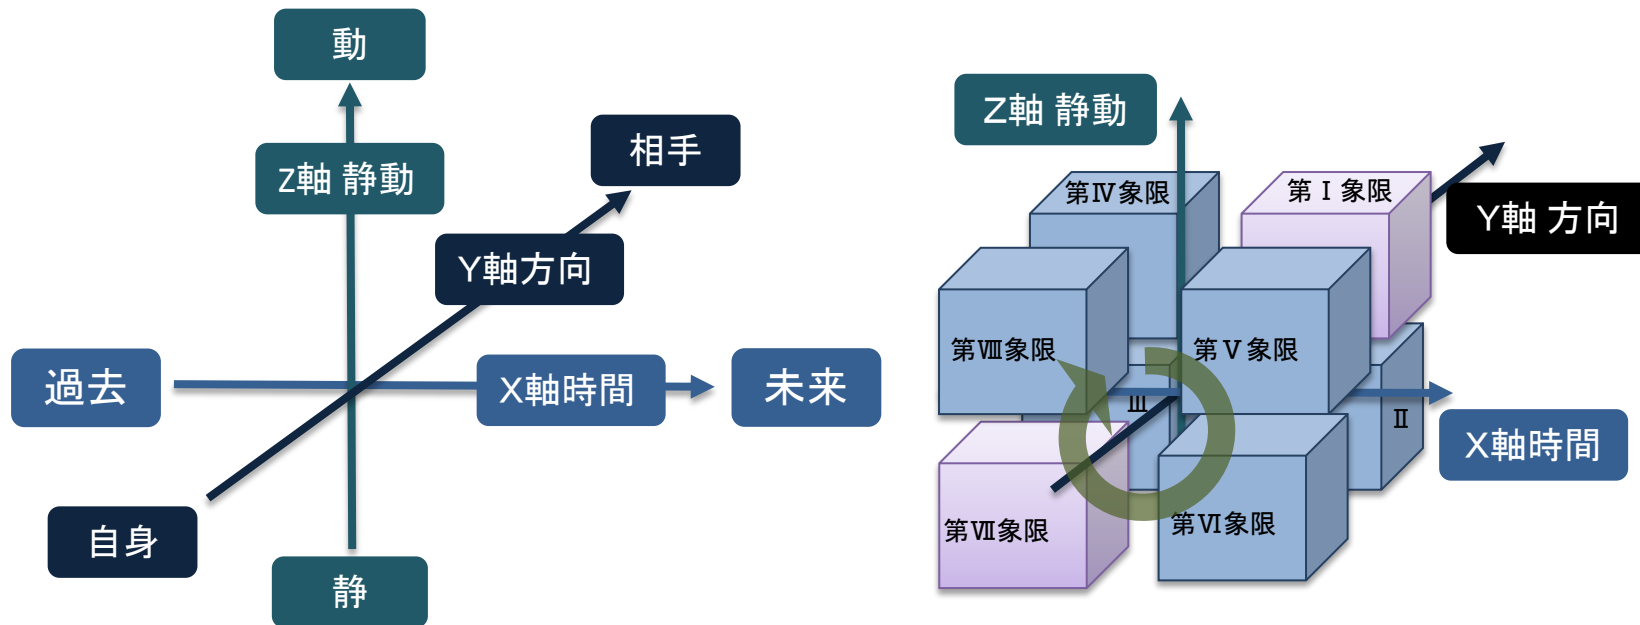 動
Z軸 静動
相手
Y軸方向
過去
X軸時間
未来
自身
静
Z軸 静動
Y軸 方向
第Ⅳ象限
第Ⅰ象限
第Ⅷ象限
第Ⅴ象限
Ⅲ
Ⅱ
X軸時間
第Ⅶ象限
第Ⅵ象限